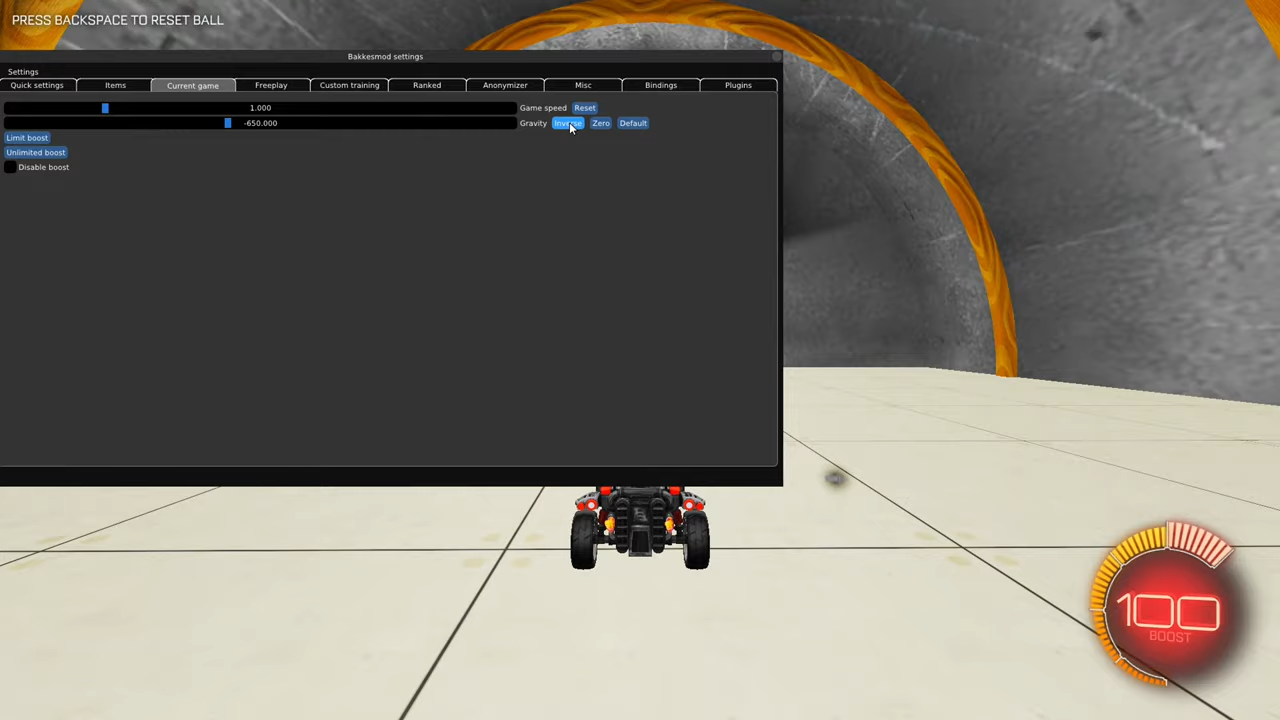 PRESS BACKSPACE TO RESET BALL
Bakkesmod settings
Settings
Quick settings Items Current game Freeplay Custom training Ranked Anonymizer Misc Bindings Plugins
1.000 Game speed Reset
-650.000 Gravity Inverse Zero Default
Limit boost
Unlimited boost
Disable boost
100
BOOST